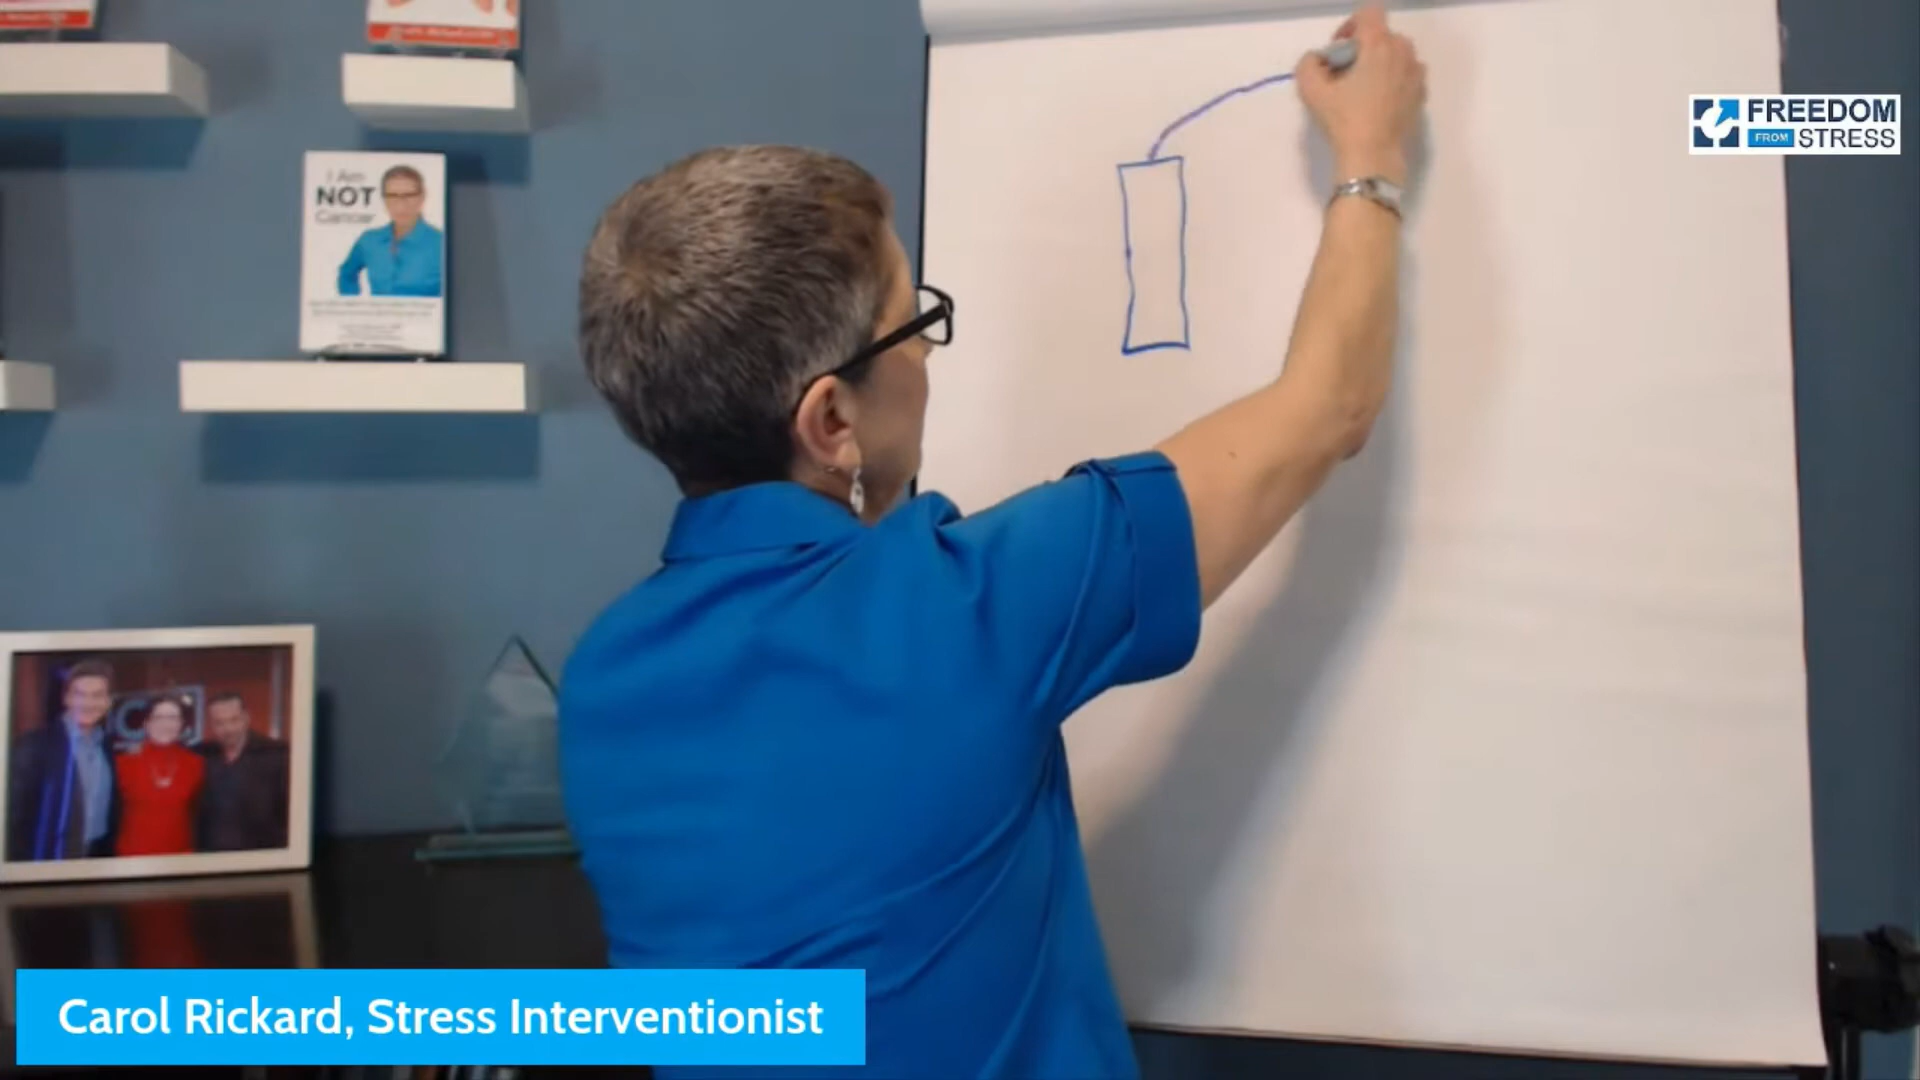 FREEDOM
FROM STRESS
I Am
NOT
Cancer
Carol Rickard, Stress Interventionist